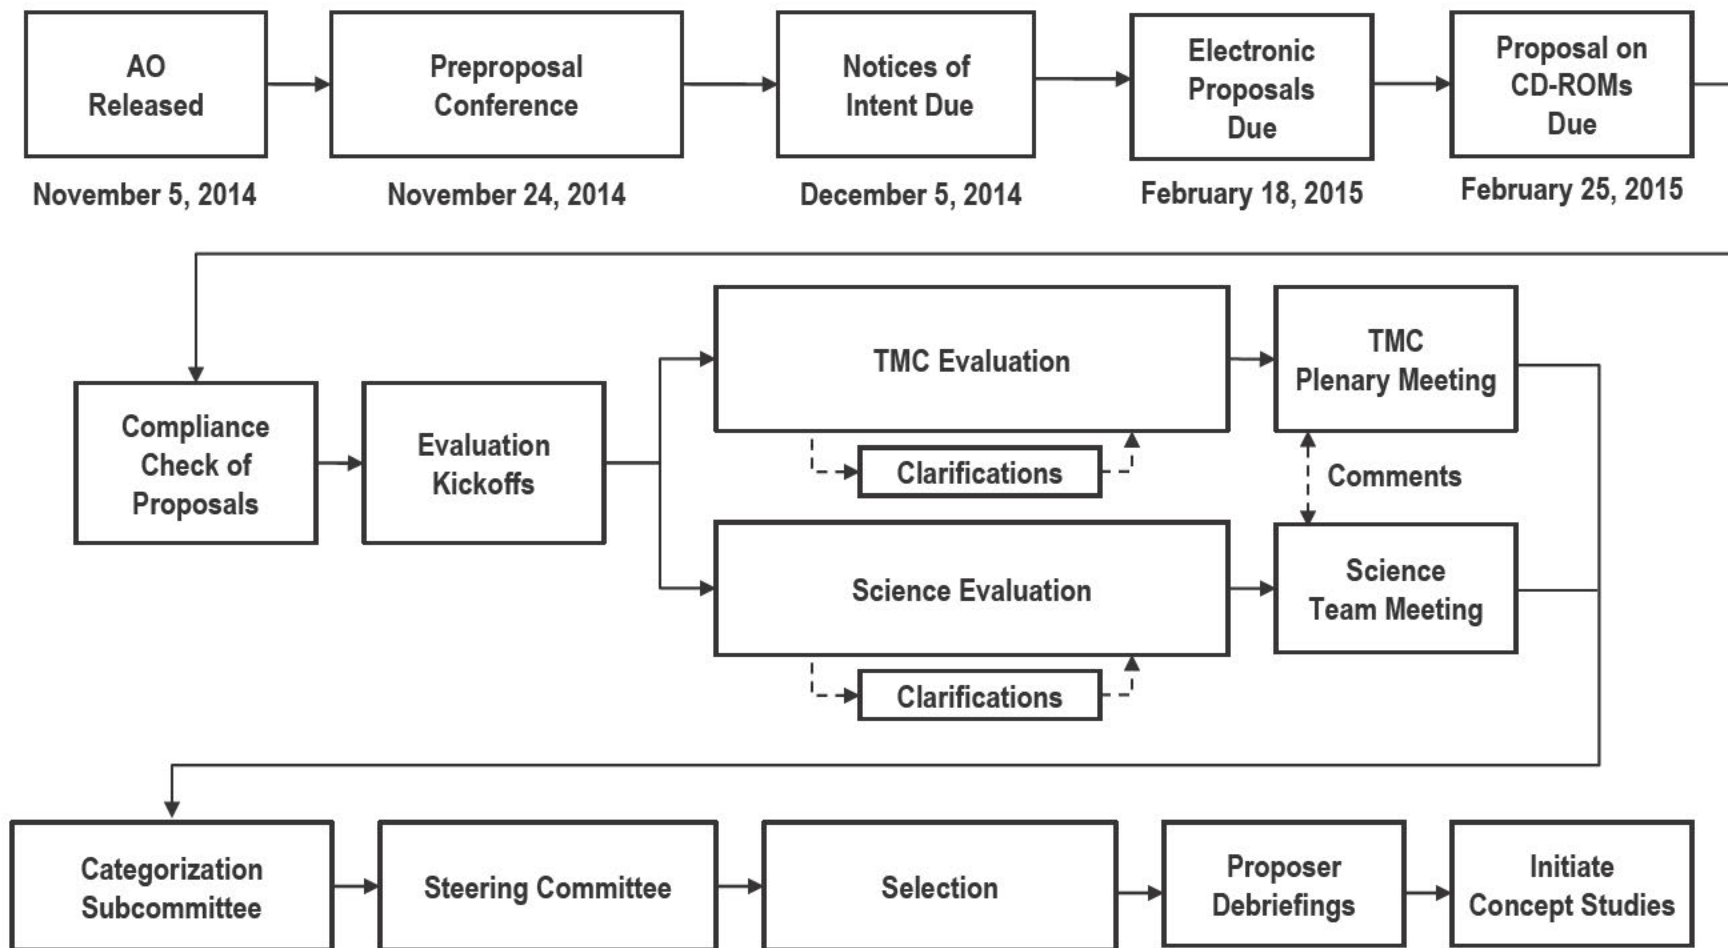 AO
Released
Preproposal
Conference
Notices of
Intent Due
Electronic
Proposals
Due
Proposal on
CD-ROMs
Due
November 5, 2014
November 24, 2014
December 5, 2014
February 18, 2015
February 25, 2015
Compliance
Check of
Proposals
Evaluation
Kickoffs
TMC Evaluation
Clarifications
TMC
Plenary Meeting
Comments
Science Evaluation
Clarifications
Science
Team Meeting
Categorization
Subcommittee
Steering Committee
Selection
Proposer
Debriefings
Initiate
Concept Studies